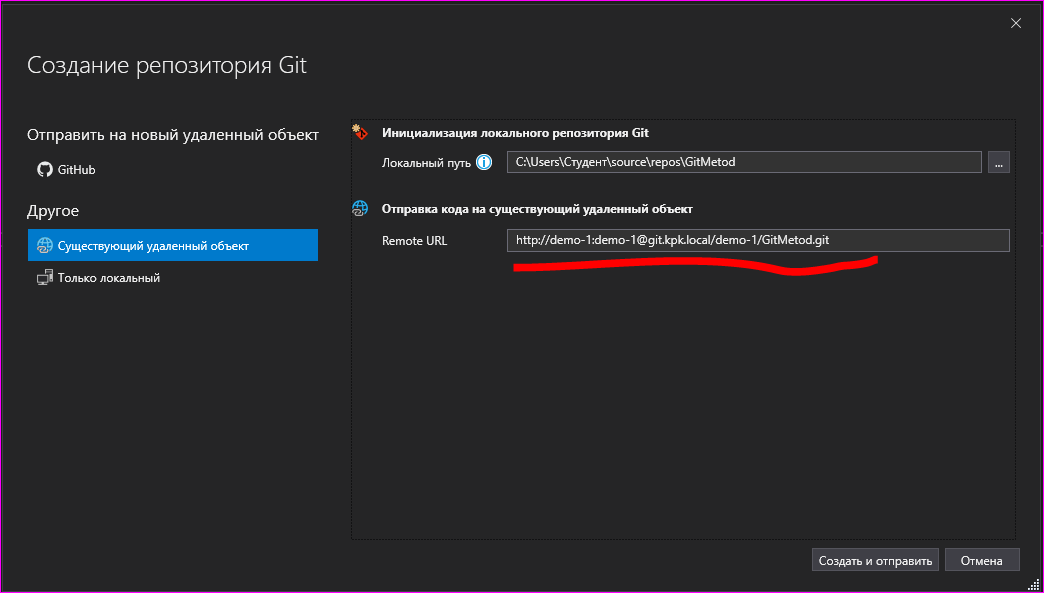 Создание репозитория Git
Отправить на новый удаленный объект
GitHub
Другое
Существующий удаленный объект
Только локальный
Инициализация локального репозитория Git
Локальный путь
C:\Users\Студент\source\repos\GitMetod
...
Отправка кода на существующий удаленный объект
Remote URL
http://demo-1:demo-1@git.kpk.local/demo-1/GitMetod.git
Создать и отправить
Отмена